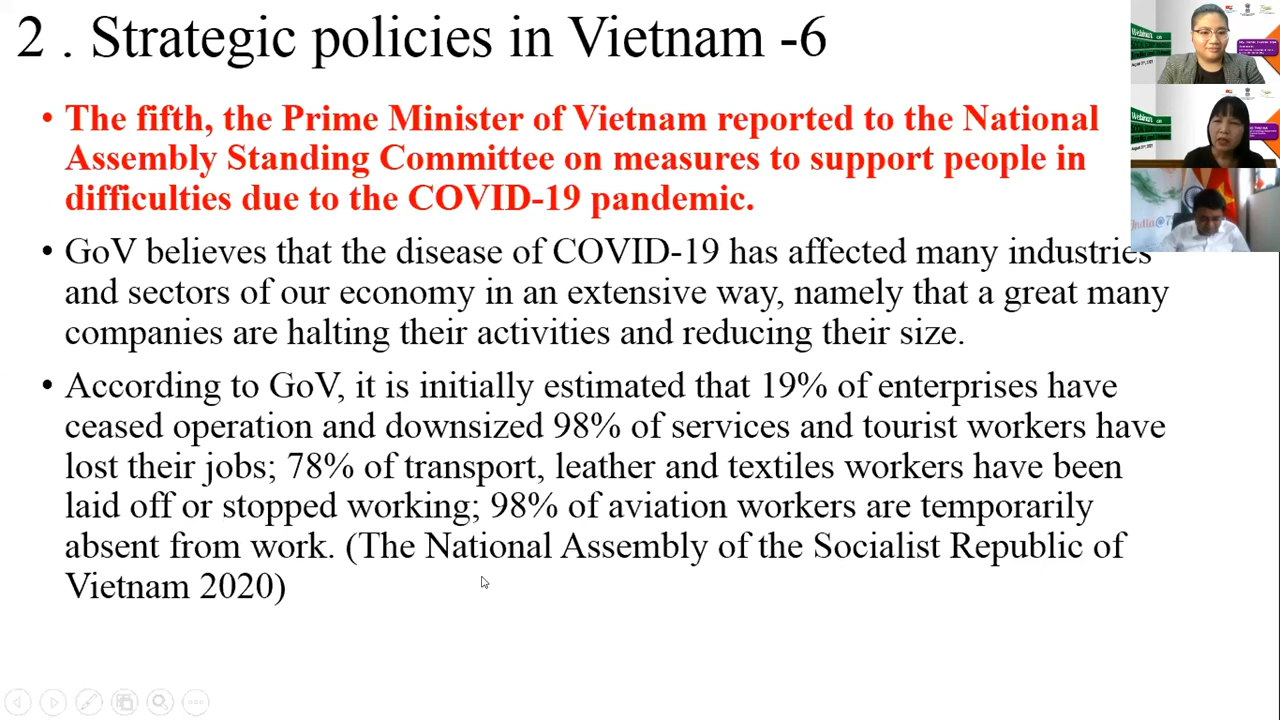 2 . Strategic policies in Vietnam -6
• The fifth, the Prime Minister of Vietnam reported to the National
Assembly Standing Committee on measures to support people in
difficulties due to the COVID-19 pandemic.
• GoV believes that the disease of COVID-19 has affected many industries
and sectors of our economy in an extensive way, namely that a great many
companies are halting their activities and reducing their size.
• According to GoV, it is initially estimated that 19% of enterprises have
ceased operation and downsized 98% of services and tourist workers have
lost their jobs; 78% of transport, leather and textiles workers have been
laid off or stopped working; 98% of aviation workers are temporarily
absent from work. (The National Assembly of the Socialist Republic of
Vietnam 2020)
Webinar
Webinar